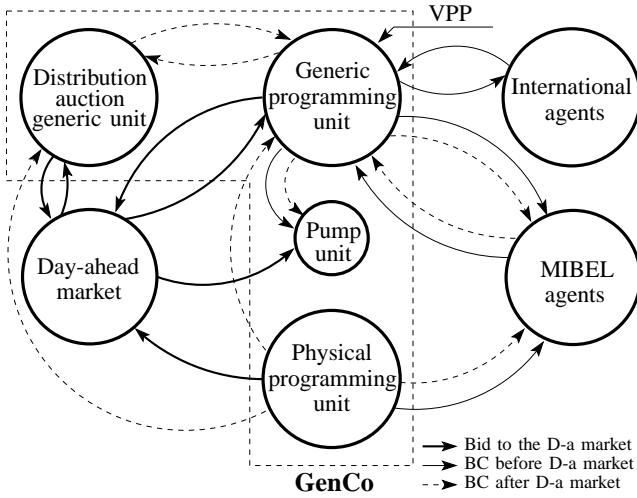 VPP
Distribution
auction
generic unit
Generic
programming
unit
International
agents
Pump
unit
Day-ahead
market
MIBEL
agents
Physical
programming
unit
Bid to the D-a market
BC before D-a market
BC after D-a market
GenCo